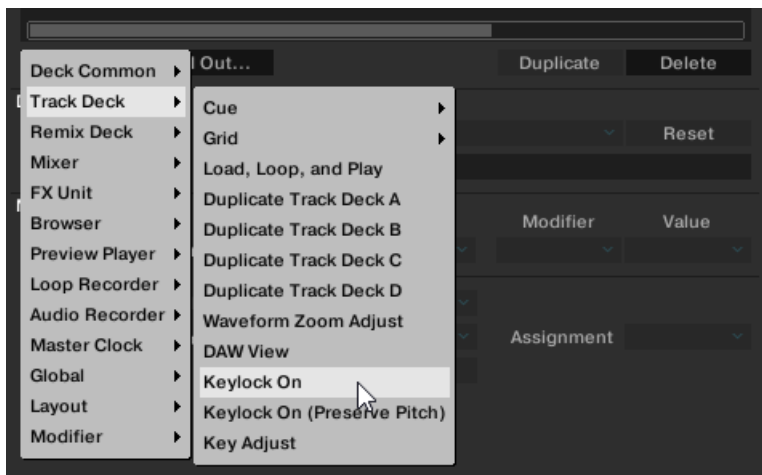 Out...
Duplicate
Delete
Deck Common
Track Deck
Remix Deck
Mixer
FX Unit
Browser
Preview Player
Loop Recorder
Audio Recorder
Master Clock
Global
Layout
Modifier
Cue
Grid
Load, Loop, and Play
Duplicate Track Deck A
Duplicate Track Deck B
Duplicate Track Deck C
Duplicate Track Deck D
Waveform Zoom Adjust
DAW View
Keylock On
Keylock On (Preserve Pitch)
Key Adjust
Reset
Modifier
Value
Assignment